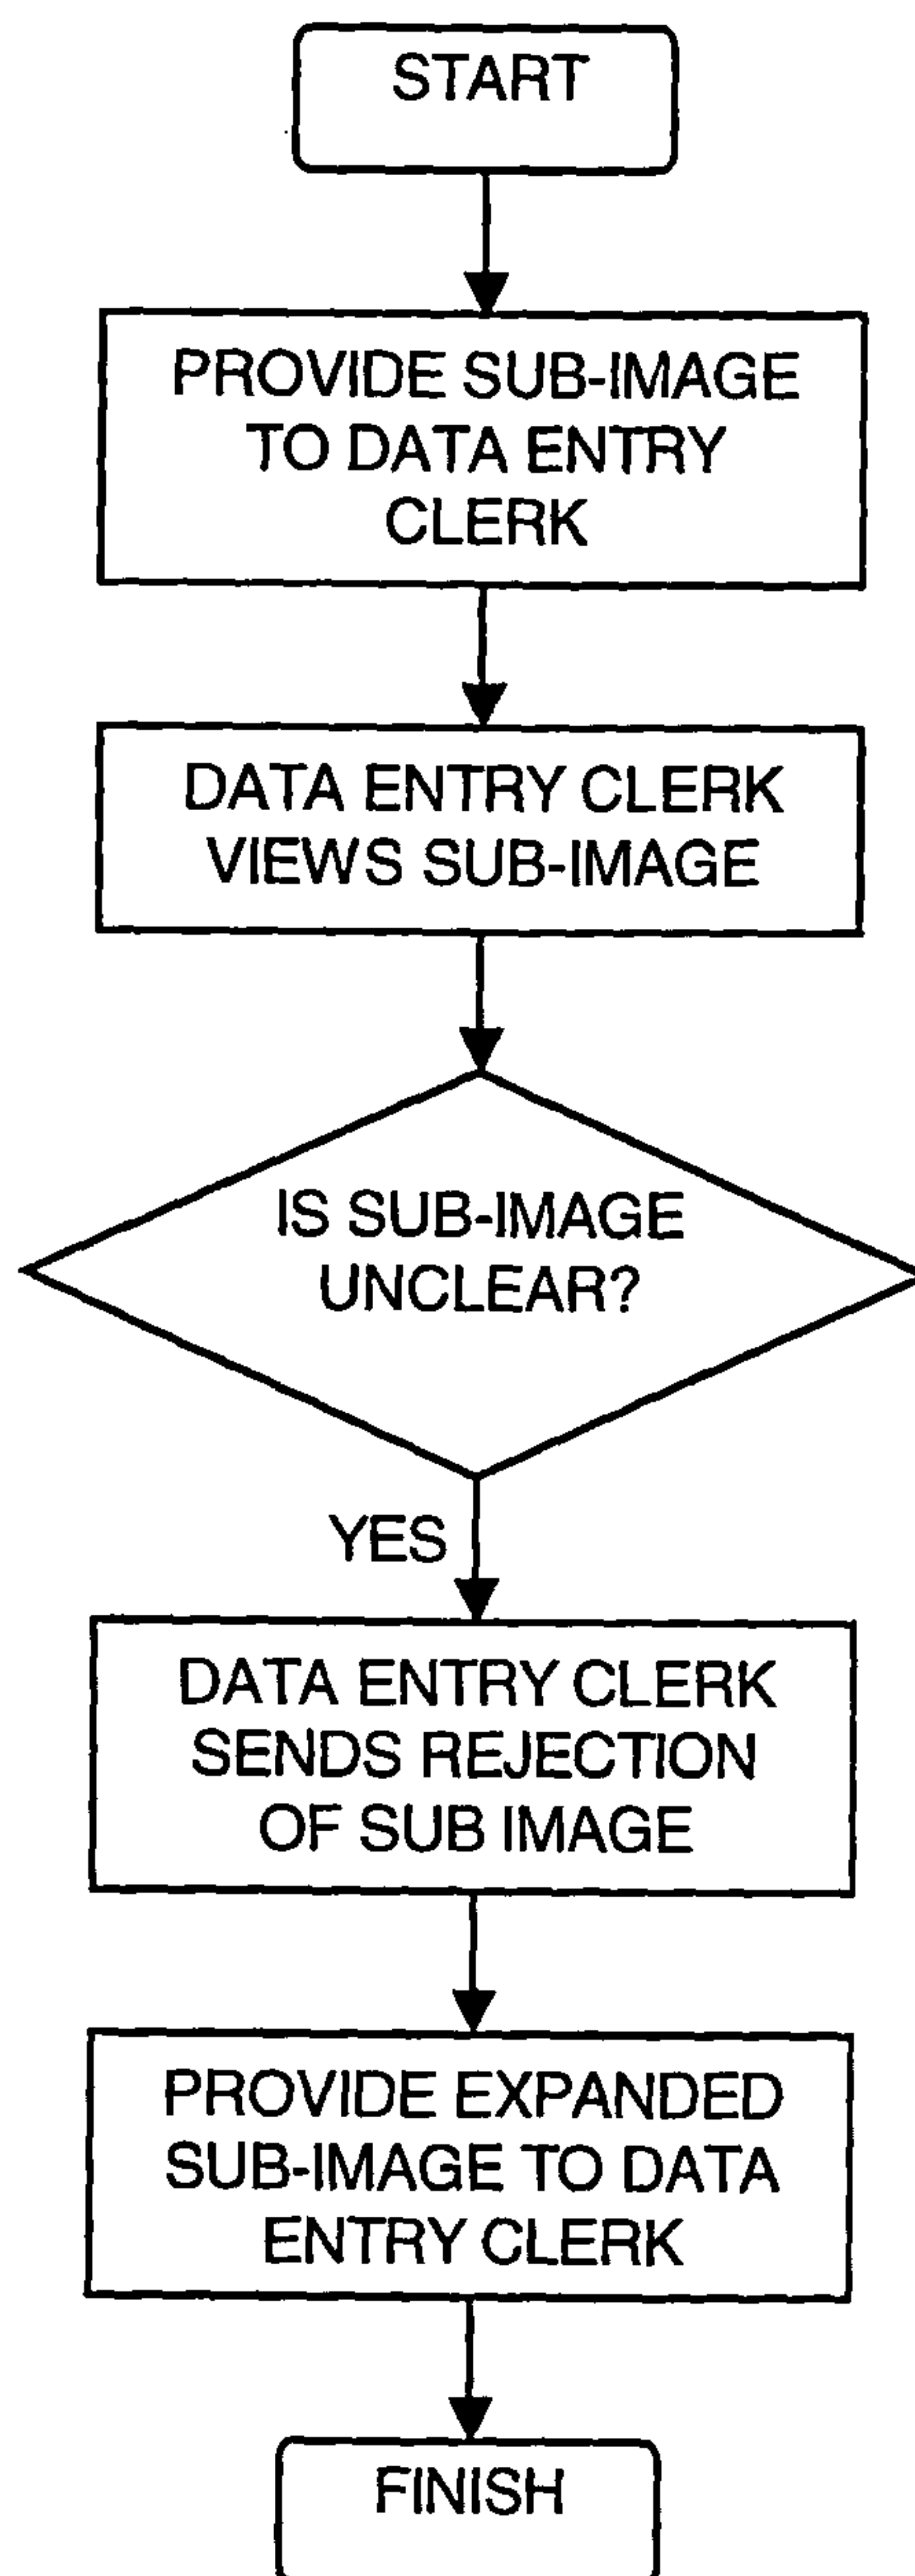 START
PROVIDE SUB-IMAGE
TO DATA ENTRY
CLERK
DATA ENTRY CLERK
VIEWS SUB-IMAGE
IS SUB-IMAGE
UNCLEAR?
YES
DATA ENTRY CLERK
SENDS REJECTION
OF SUB IMAGE
PROVIDE EXPANDED
SUB-IMAGE TO DATA
ENTRY CLERK
FINISH